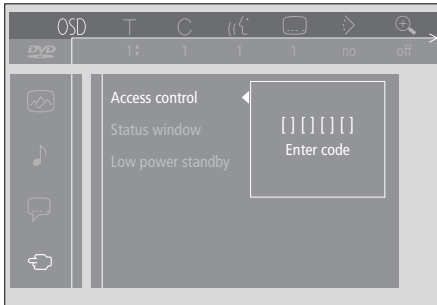 OSD T C
DVD 1 1 1 1 no off
Access control
Status window
Low power standby
[ ] [ ] [ ] [ ]
Enter code